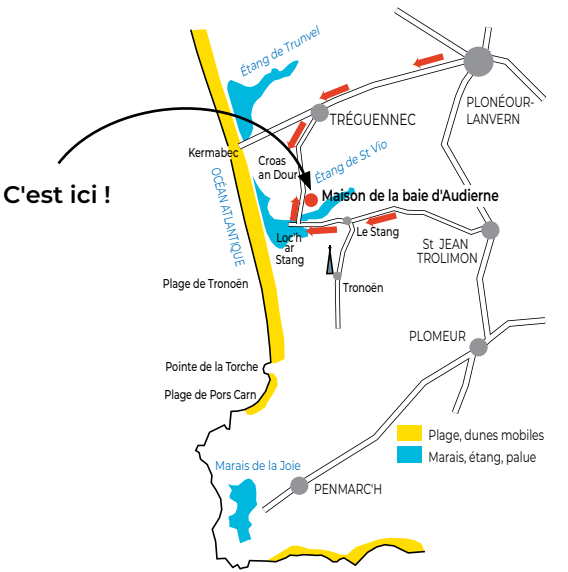 Étang de Trunvel
PLONÉOUR-
LANVERN
TRÉGUENNEC
Kermabec
Croas
an Dour
Étang de St Vio
C'est ici !
Maison de la baie d'Audierne
OCÉAN ATLANTIQUE
Loc'h
ar
Stang
Le Stang
St JEAN
TROLIMON
Plage de Tronoën
Tronoën
PLOMEUR
Pointe de la Torche
Plage de Pors Carn
Plage, dunes mobiles
Marais, étang, palue
Marais de la Joie
PENMARC'H